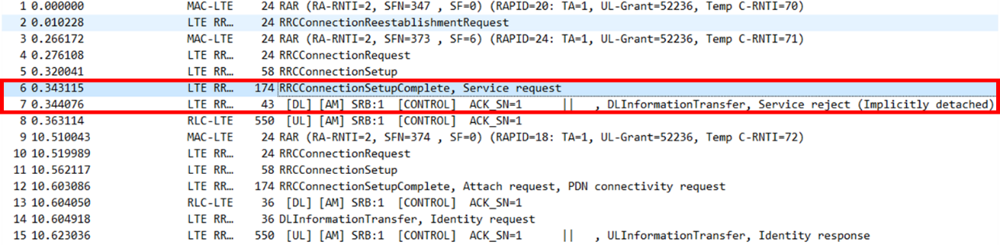 1 0.000000 MAC-LTE 24 RAR (RA-RNTI=2, SFN=347 , SF=0) (RAPID=20: TA=1, UL-Grant=52236, Temp C-RNTI=70)
2 0.010228 LTE RR… 24 RRCConnectionReestablishmentRequest
3 0.266172 MAC-LTE 24 RAR (RA-RNTI=2, SFN=373 , SF=6) (RAPID=24: TA=1, UL-Grant=52236, Temp C-RNTI=71)
4 0.276108 LTE RR… 24 RRCConnectionRequest
5 0.320041 LTE RR… 58 RRCConnectionSetup
6 0.343115 LTE RR… 174 RRCConnectionSetupComplete, Service request
7 0.344076 LTE RR… 43 [DL] [AM] SRB:1 [CONTROL] ACK_SN=1 || , DLInformationTransfer, Service reject (Implicitly detached)
8 0.363114 RLC-LTE 550 [UL] [AM] SRB:1 [CONTROL] ACK_SN=1
9 10.510043 MAC-LTE 24 RAR (RA-RNTI=2, SFN=374 , SF=0) (RAPID=18: TA=1, UL-Grant=52236, Temp C-RNTI=72)
10 10.519989 LTE RR… 24 RRCConnectionRequest
11 10.562117 LTE RR… 58 RRCConnectionSetup
12 10.603086 LTE RR… 174 RRCConnectionSetupComplete, Attach request, PDN connectivity request
13 10.604050 RLC-LTE 36 [DL] [AM] SRB:1 [CONTROL] ACK_SN=1
14 10.604918 LTE RR… 36 DLInformationTransfer, Identity request
15 10.623036 LTE RR… 550 [UL] [AM] SRB:1 [CONTROL] ACK_SN=1 || , ULInformationTransfer, Identity response